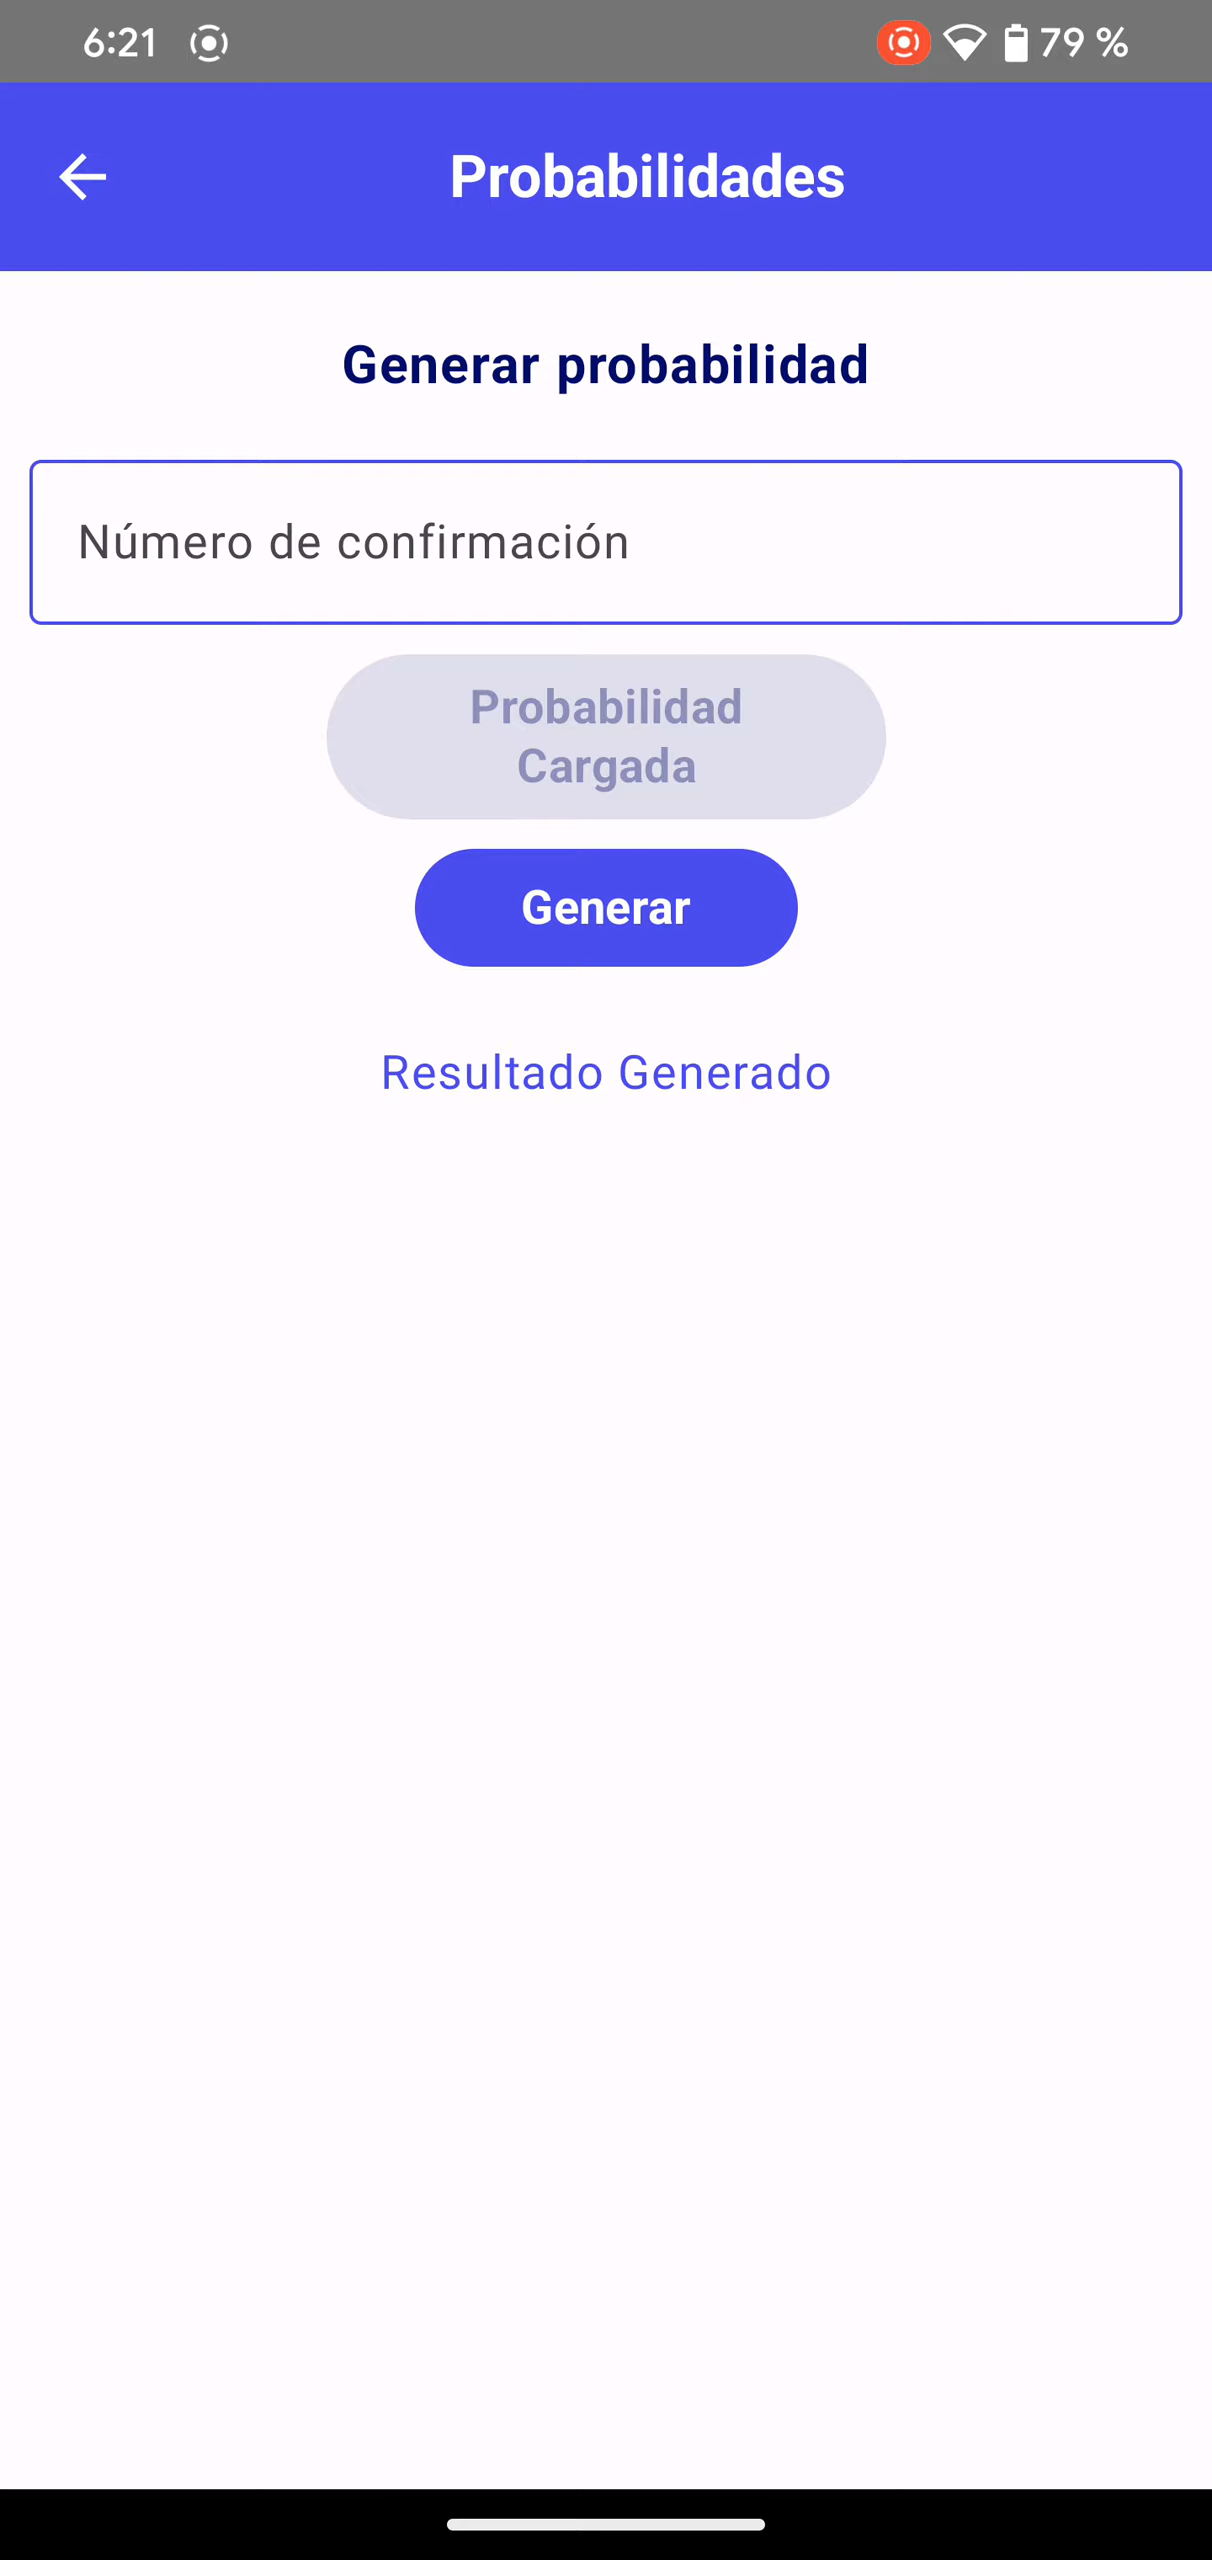 6:21 79 %
Probabilidades
Generar probabilidad
Número de confirmación
Probabilidad
Cargada
Generar
Resultado Generado